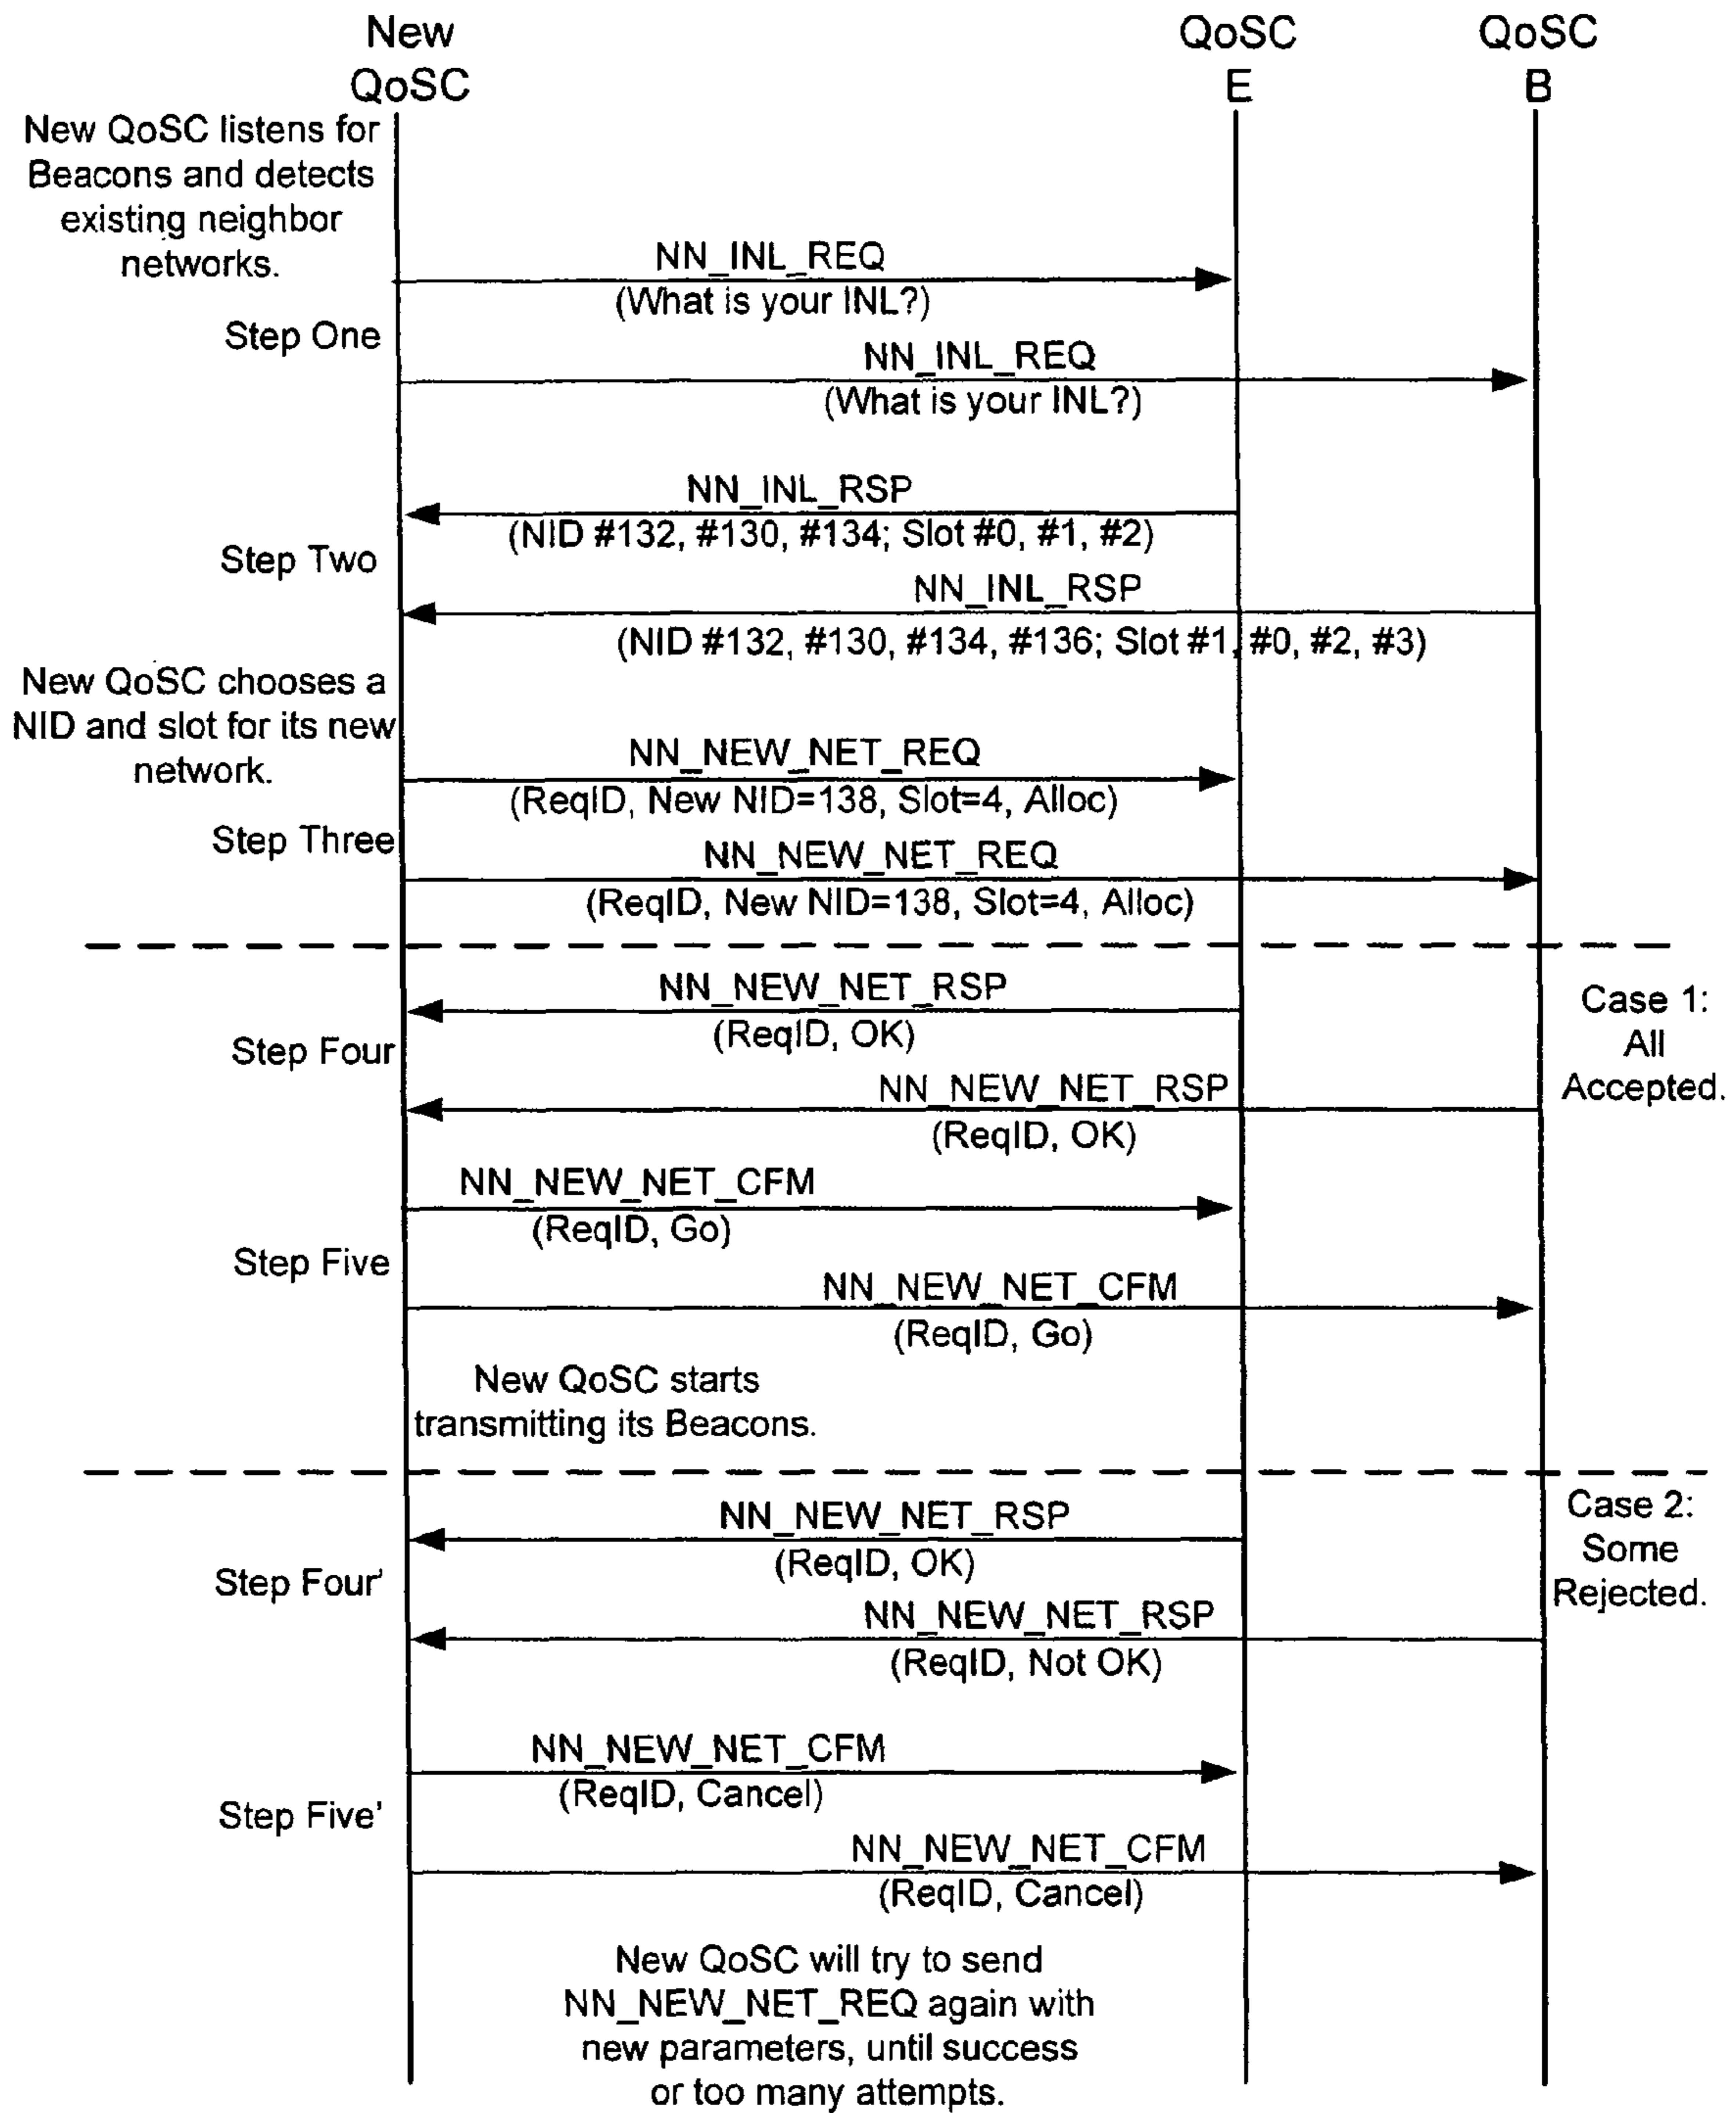 New
QoSC
QoSC
E
QoSC
B
New QoSC listens for
Beacons and detects
existing neighbor
networks.
NN_INL_REQ
(What is your INL?)
Step One
NN_INL_REQ
(What is your INL?)
NN_INL_RSP
(NID #132, #130, #134; Slot #0, #1, #2)
Step Two
NN_INL_RSP
(NID #132, #130, #134, #136; Slot #1, #0, #2, #3)
New QoSC chooses a
NID and slot for its new
network.
NN_NEW_NET_REQ
(ReqID, New NID=138, Slot=4, Alloc)
Step Three
NN_NEW_NET_REQ
(ReqID, New NID=138, Slot=4, Alloc)
NN_NEW_NET_RSP
(ReqID, OK)
Case 1:
All
Accepted.
Step Four
NN_NEW_NET_RSP
(ReqID, OK)
NN_NEW_NET_CFM
(ReqID, Go)
Step Five
NN_NEW_NET_CFM
(ReqID, Go)
New QoSC starts
transmitting its Beacons.
NN_NEW_NET_RSP
(ReqID, OK)
Case 2:
Some
Rejected.
Step Four'
NN_NEW_NET_RSP
(ReqID, Not OK)
NN_NEW_NET_CFM
(ReqID, Cancel)
Step Five'
NN_NEW_NET_CFM
(ReqID, Cancel)
New QoSC will try to send
NN_NEW_NET_REQ again with
new parameters, until success
or too many attempts.